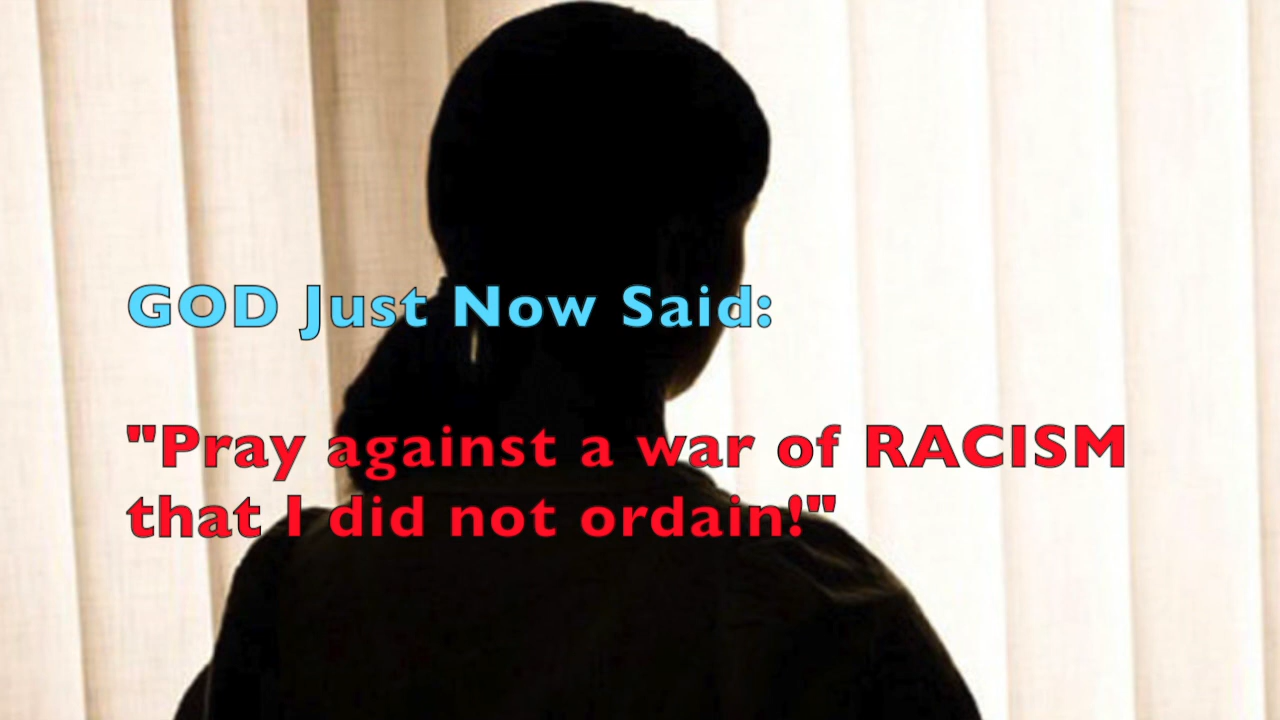 GOD Just Now Said:
"Pray against a war of RACISM
that I did not ordain!"